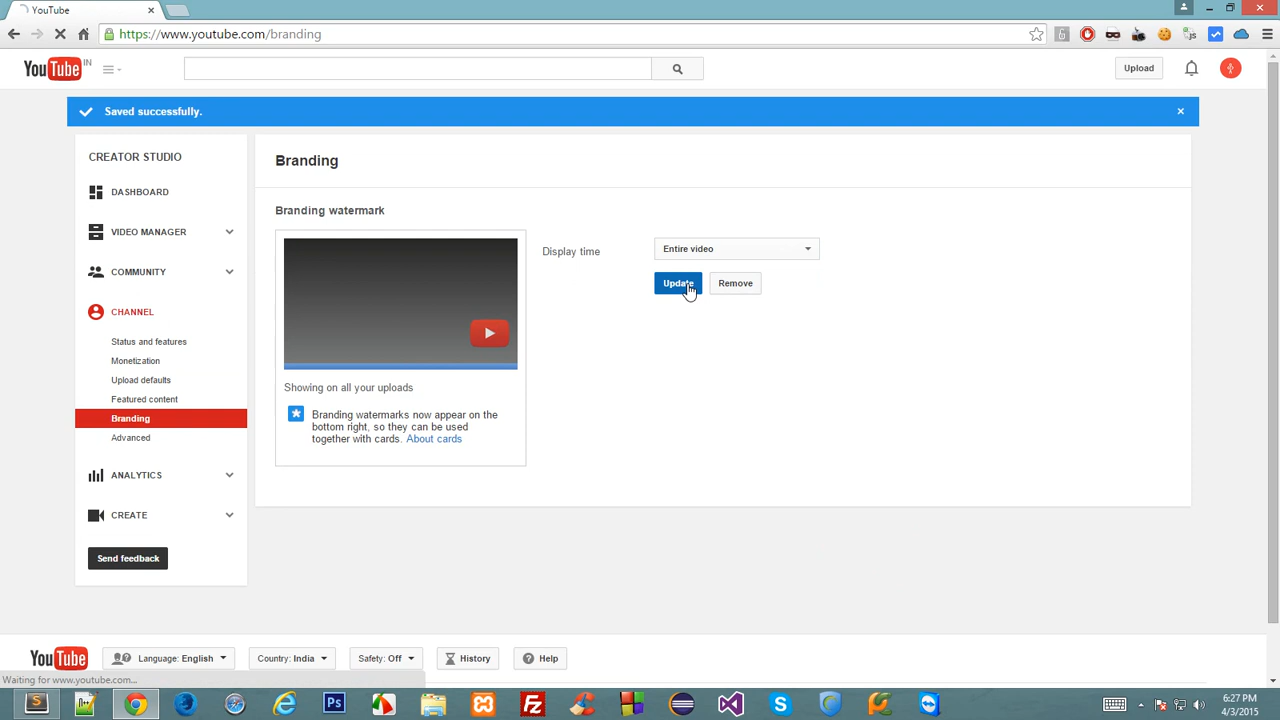 YouTube
https://www.youtube.com/branding
YouTube IN
Upload
Saved successfully.
CREATOR STUDIO
DASHBOARD
VIDEO MANAGER
COMMUNITY
CHANNEL
Status and features
Monetization
Upload defaults
Featured content
Branding
Advanced
ANALYTICS
CREATE
Send feedback
Branding
Branding watermark
Display time
Entire video
Update
Remove
Showing on all your uploads
Branding watermarks now appear on the
bottom right, so they can be used
together with cards. About cards
YouTube
Language: English
Country: India
Safety: Off
History
Help
Waiting for www.youtube.com...
6:27 PM
4/3/2015